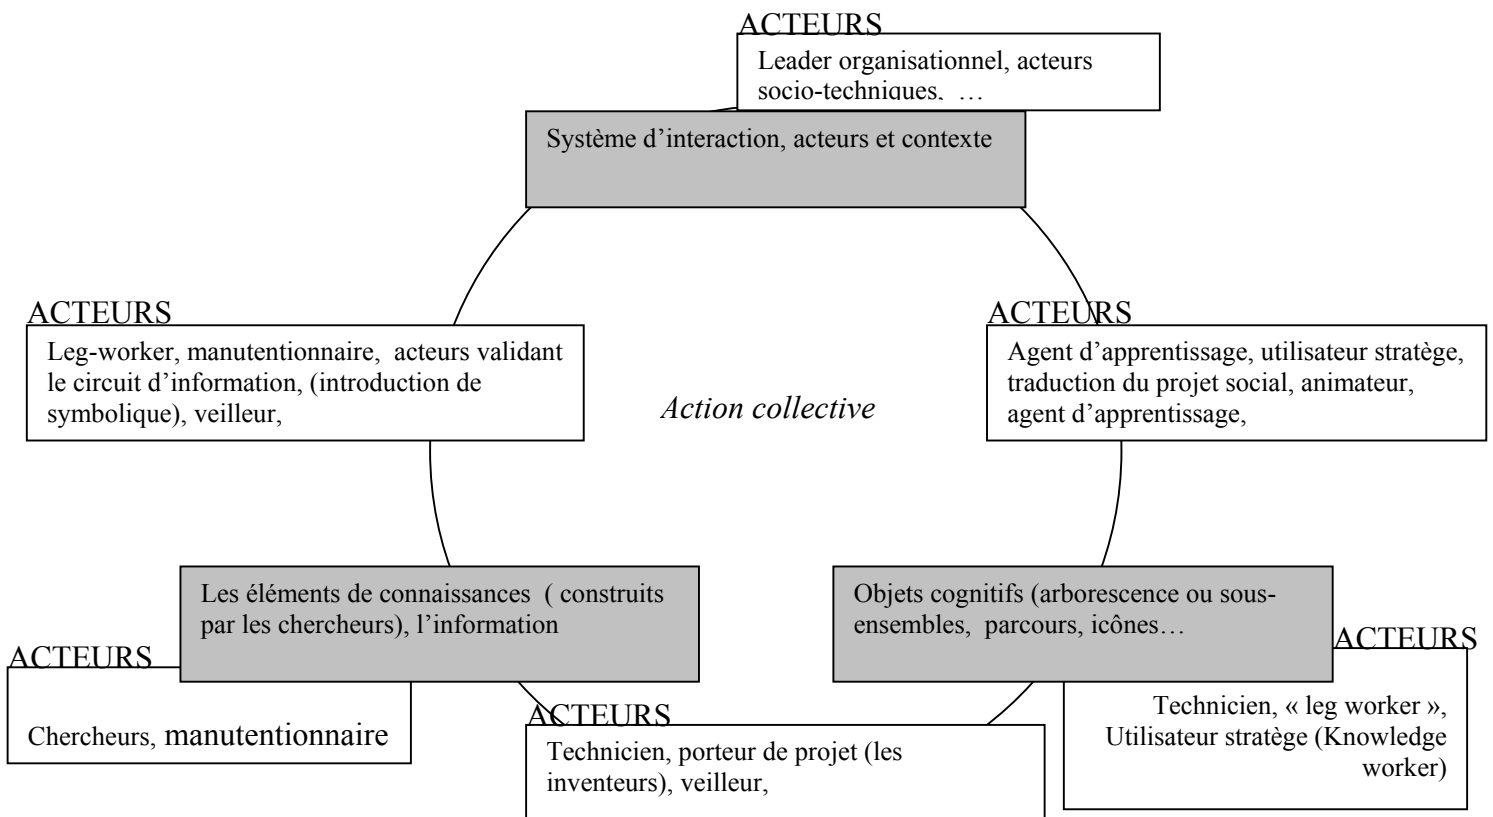 ACTEURS
Leader organisationnel, acteurs
socio-techniques, …
Système d’interaction, acteurs et contexte
ACTEURS
Leg-worker, manutentionnaire, acteurs validant
le circuit d’information, (introduction de
symbolique), veilleur,
Action collective
ACTEURS
Agent d’apprentissage, utilisateur stratège,
traduction du projet social, animateur,
agent d’apprentissage,
Les éléments de connaissances ( construits
par les chercheurs), l’information
Objets cognitifs (arborescence ou sous-
ensembles, parcours, icônes…
ACTEURS
Chercheurs, manutentionnaire
ACTEURS
Technicien, porteur de projet (les
inventeurs), veilleur,
ACTEURS
Technicien, « leg worker »,
Utilisateur stratège (Knowledge
worker)